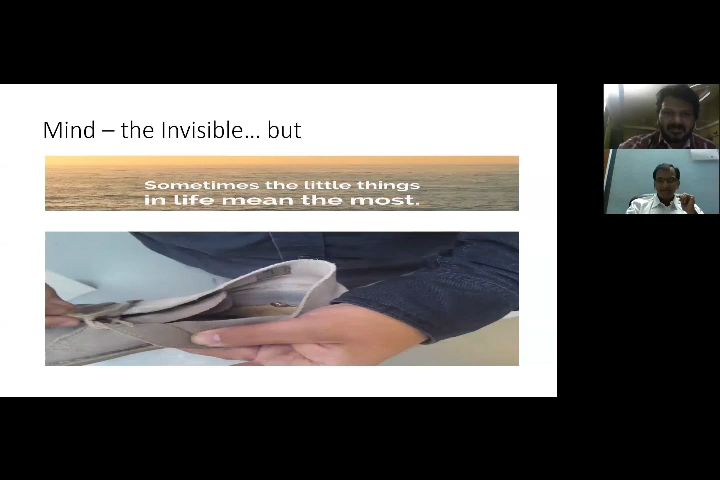 Mind – the Invisible... but
Sometimes the little things
in life mean the most.